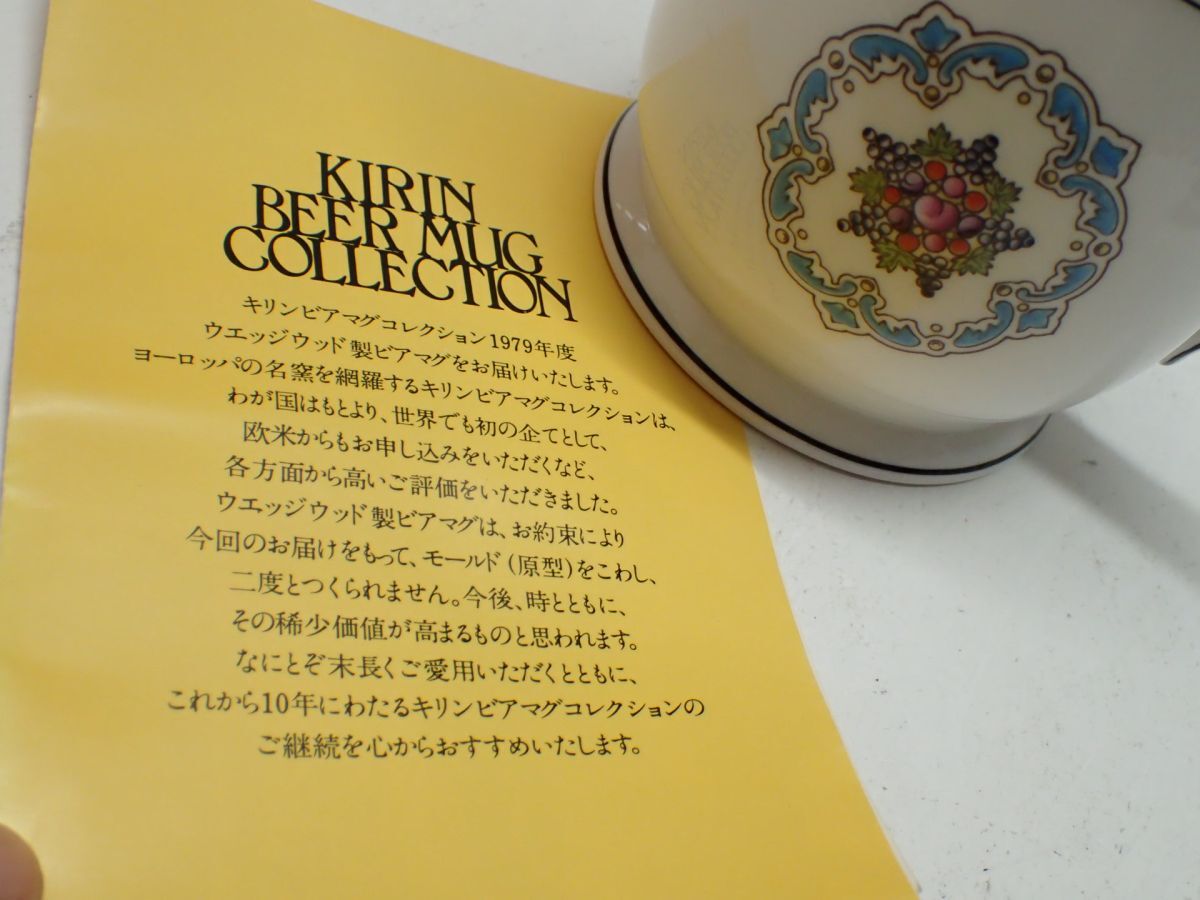 KIRIN
BEER MUG
COLLECTION
キリンビアマグコレクション1979年度
ウエッジウッド製ビアマグをお届けいたします。
ヨーロッパの名窯を網羅するキリンビアマグコレクションは、
わが国はもとより、世界でも初の企てとして、
欧米からもお申し込みをいただくなど、
各方面から高いご評価をいただきました。
ウエッジウッド製ビアマグは、お約束により
今回のお届けをもって、モールド(原型)をこわし、
二度とつくられません。今後、時とともに、
その稀少価値が高まるものと思われます。
なにとぞ末長くご愛用いただくとともに、
これから10年にわたるキリンビアマグコレクションの
ご継続を心からおすすめいたします。